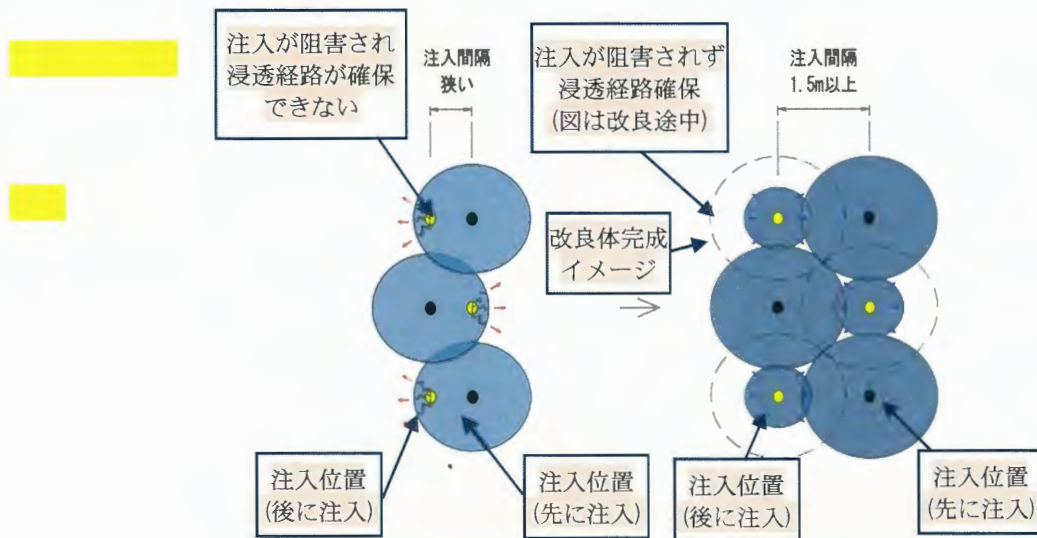 注入が阻害され
浸透経路が確保
できない
注入間隔
狭い
注入が阻害されず
浸透経路確保
(図は改良途中)
注入間隔
1.5m以上
改良体完成
イメージ
注入位置
(後に注入)
注入位置
(先に注入)
注入位置
(後に注入)
注入位置
(先に注入)